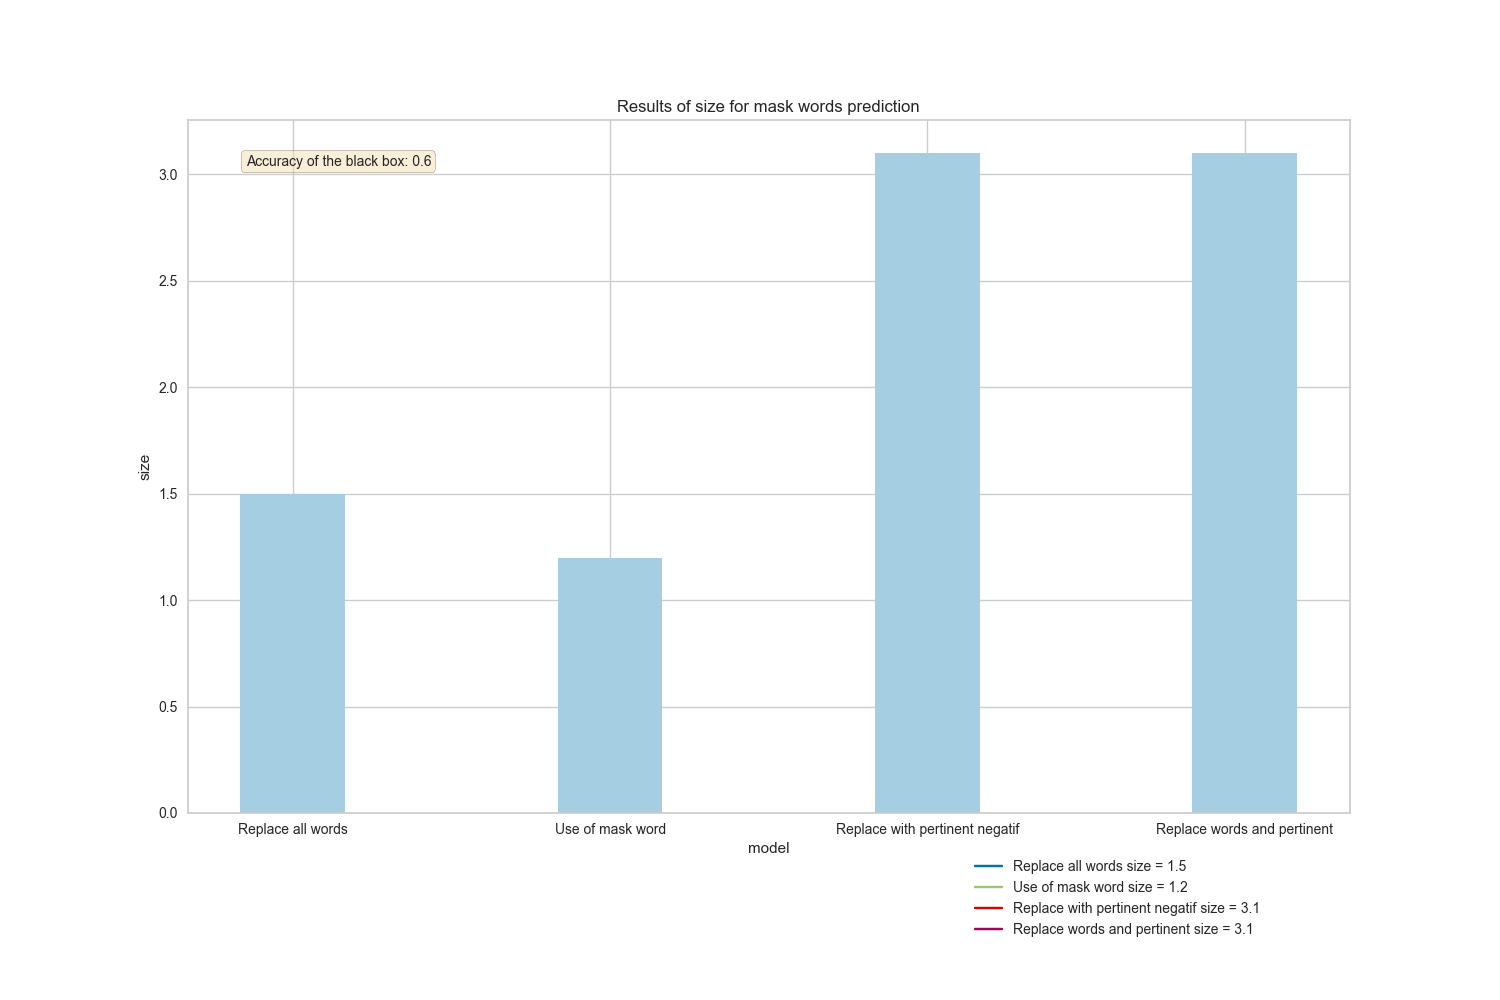 Results of size for mask words prediction
Accuracy of the black box: 0.6
3.0
2.5
2.0
1.5
1.0
0.5
0.0
size
Replace all words
Use of mask word
Replace with pertinent negatif
Replace words and pertinent
model
Replace all words size = 1.5
Use of mask word size = 1.2
Replace with pertinent negatif size = 3.1
Replace words and pertinent size = 3.1